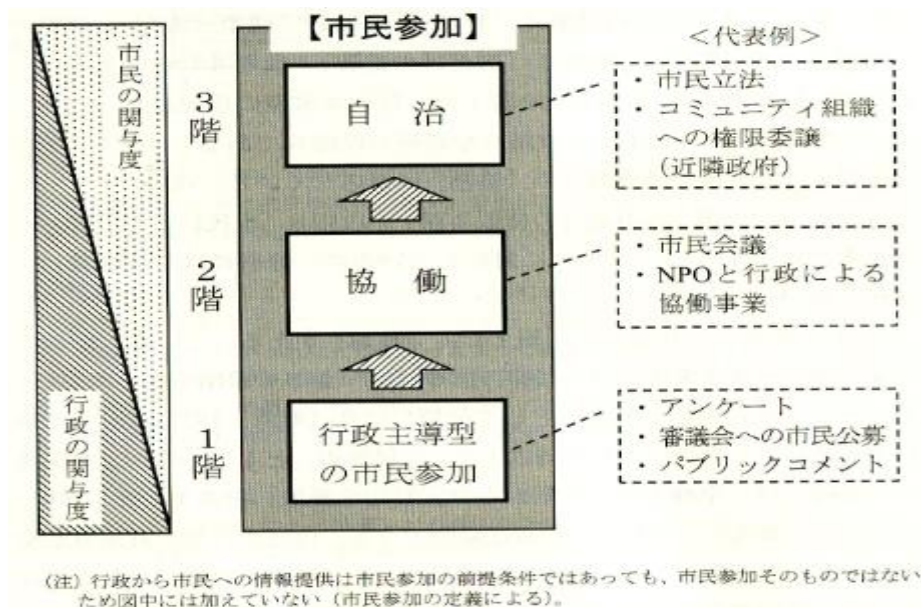 【市民参加】
＜代表例＞
市民の関与度
行政の関与度
3階
自 治
・市民立法
・コミュニティ組織
への権限委譲
（近隣政府）
2階
協 働
・市民会議
・NPOと行政による
協働事業
1階
行政主導型
の市民参加
・アンケート
・審議会への市民公募
・パブリックコメント
（注）行政から市民への情報提供は市民参加の前提条件ではあっても、市民参加そのものではない
ため図中には加えていない（市民参加の定義による）。